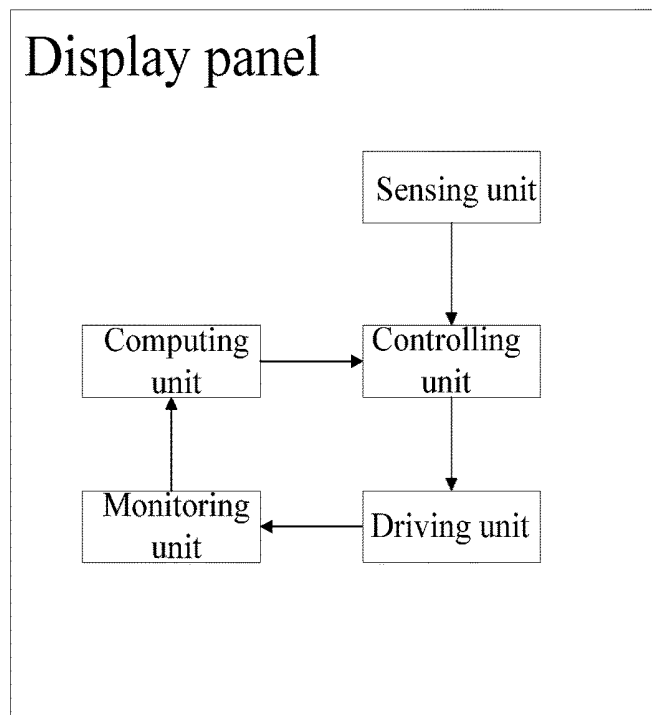 Display panel
Sensing unit
Computing
unit
Controlling
unit
Monitoring
unit
Driving unit